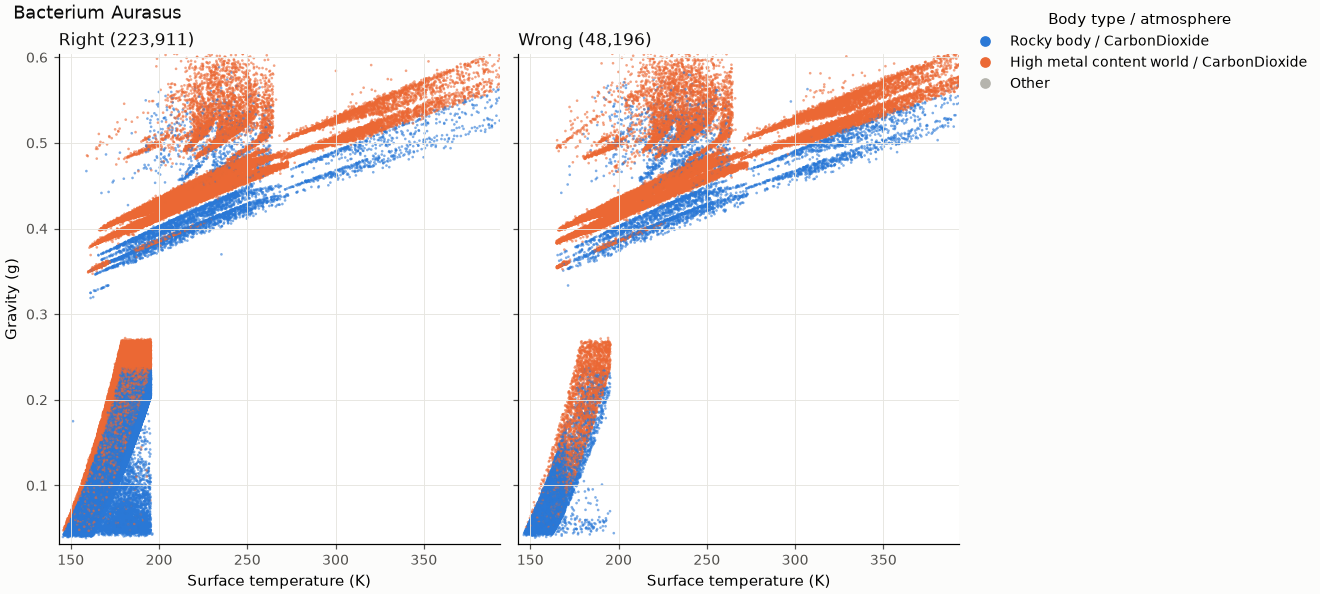 Bacterium Aurasus
Right (223,911)
Wrong (48,196)
Body type / atmosphere
Rocky body / CarbonDioxide
High metal content world / CarbonDioxide
Other
Gravity (g)
0.6
0.5
0.4
0.3
0.2
0.1
150 200 250 300 350
150 200 250 300 350
Surface temperature (K)
Surface temperature (K)